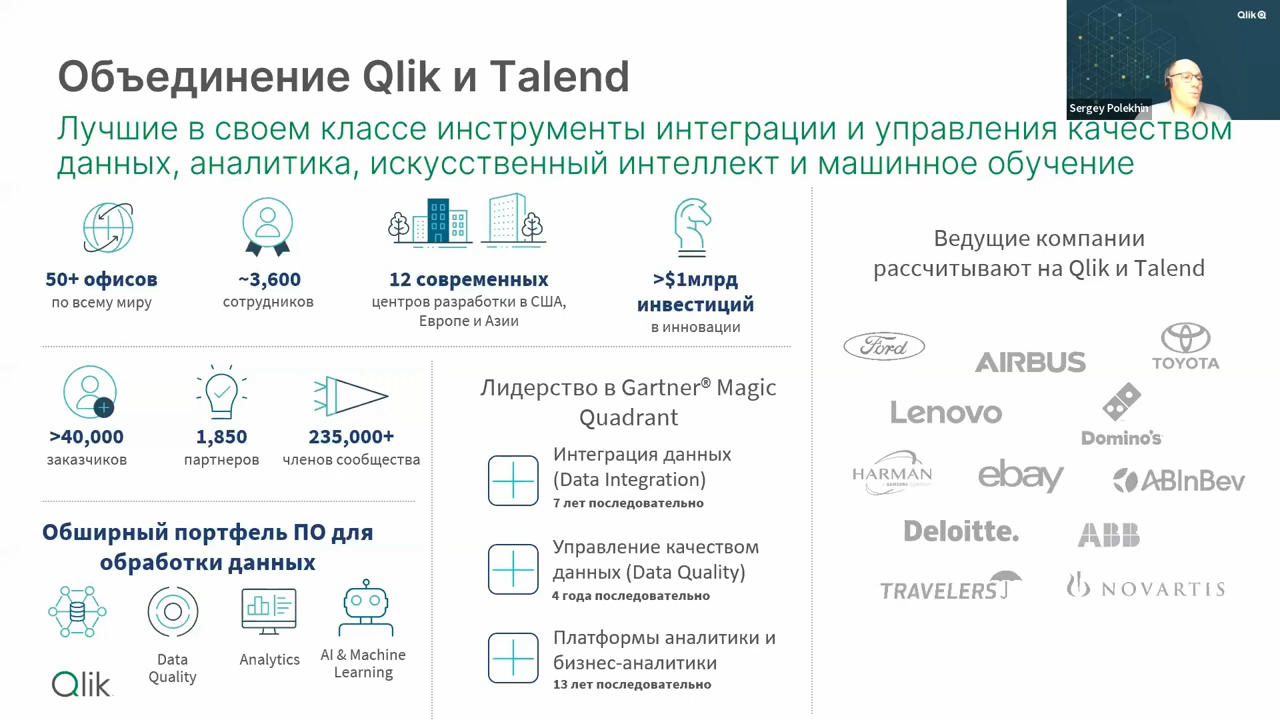 Qlik
Sergey Polekhin
Объединение Qlik и Talend
Лучшие в своем классе инструменты интеграции и управления качеством
данных, аналитика, искусственный интеллект и машинное обучение
50+ офисов
по всему миру
~3,600
сотрудников
12 современных
центров разработки в США,
Европе и Азии
>$1млрд
инвестиций
в инновации
>40,000
заказчиков
1,850
партнеров
235,000+
членов сообщества
Обширный портфель ПО для
обработки данных
Data
Quality
Analytics
AI & Machine
Learning
Qlik
Лидерство в Gartner® Magic
Quadrant
Интеграция данных
(Data Integration)
7 лет последовательно
Управление качеством
данных (Data Quality)
4 года последовательно
Платформы аналитики и
бизнес-аналитики
13 лет последовательно
Ведущие компании
рассчитывают на Qlik и Talend
Ford
AIRBUS
TOYOTA
Lenovo
Domino's
HARMAN
ebay
ABInBev
Deloitte.
ABB
TRAVELERS
NOVARTIS